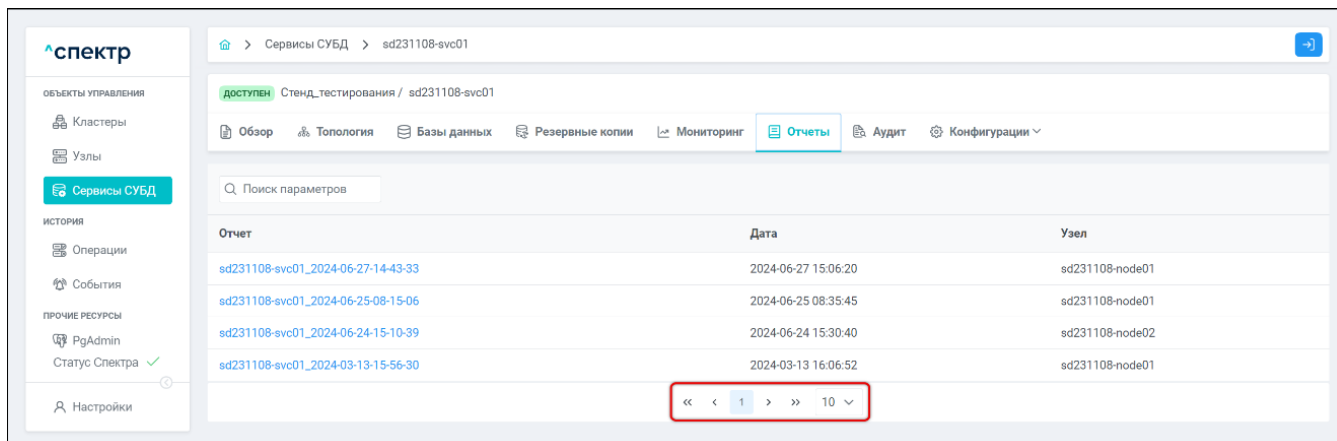 ^спектр
ОБЪЕКТЫ УПРАВЛЕНИЯ
Кластеры
Узлы
Сервисы СУБД
ИСТОРИЯ
Операции
События
ПРОЧИЕ РЕСУРСЫ
PgAdmin
Статус Спектра
Настройки
> Сервисы СУБД > sd231108-svc01
ДОСТУПЕН Стенд_тестирования / sd231108-svc01
Обзор Топология Базы данных Резервные копии Мониторинг Отчеты Аудит Конфигурации
Поиск параметров
Отчет Дата Узел
sd231108-svc01_2024-06-27-14-43-33 2024-06-27 15:06:20 sd231108-node01
sd231108-svc01_2024-06-25-08-15-06 2024-06-25 08:35:45 sd231108-node01
sd231108-svc01_2024-06-24-15-10-39 2024-06-24 15:30:40 sd231108-node02
sd231108-svc01_2024-03-13-15-56-30 2024-03-13 16:06:52 sd231108-node01
« ‹ 1 › » 10